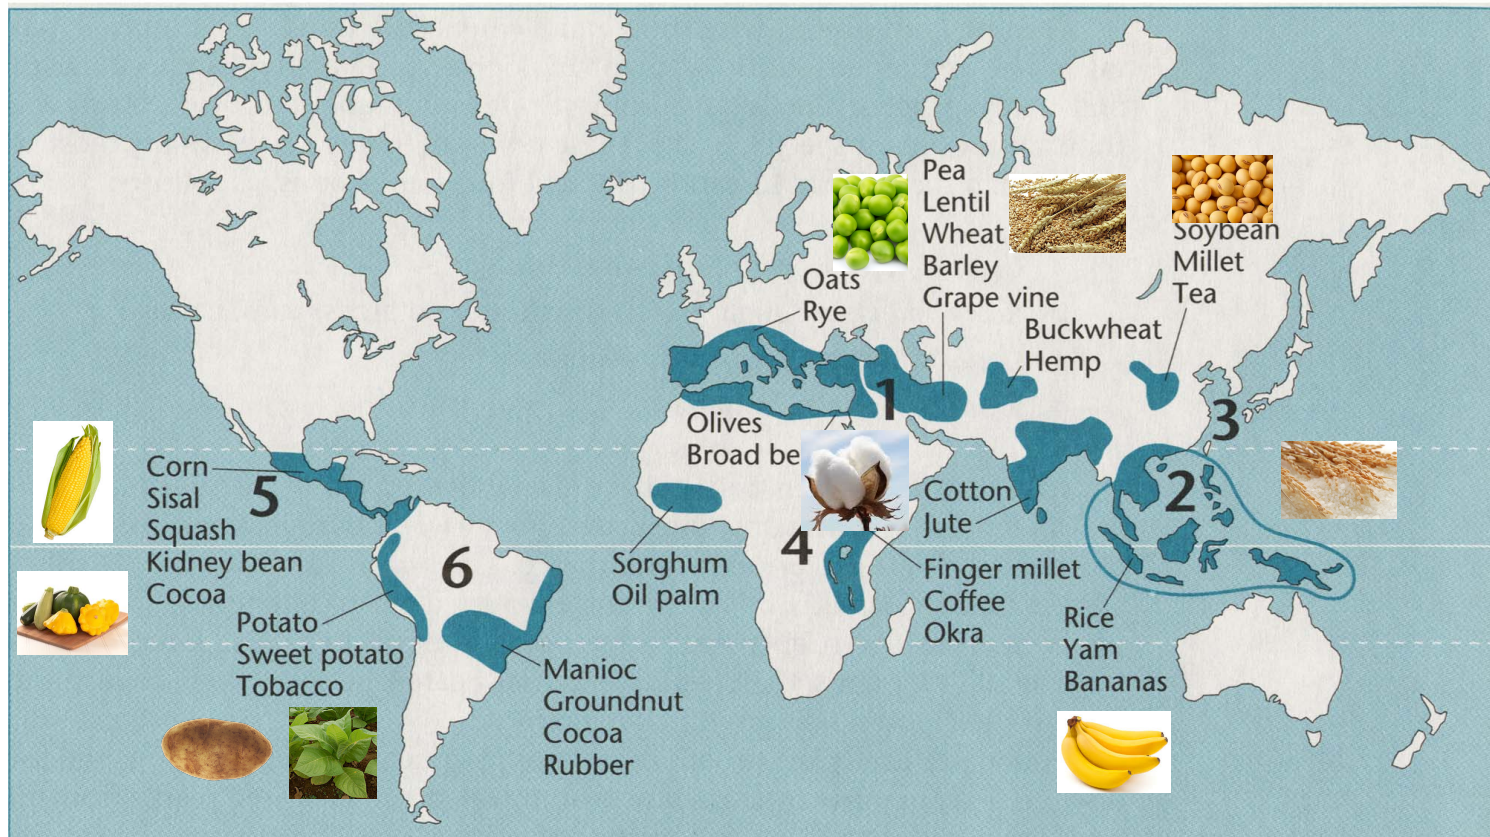 Pea
Lentil
Wheat
Barley
Grape vine
Oats
Rye
Buckwheat
Hemp
Soybean
Millet
Tea
1
3
Olives
Broad be
2
Corn
Sisal
Squash
Kidney bean
Cocoa
5
Cotton
Jute
4
6
Sorghum
Oil palm
Finger millet
Coffee
Okra
Rice
Yam
Bananas
Potato
Sweet potato
Tobacco
Manioc
Groundnut
Cocoa
Rubber